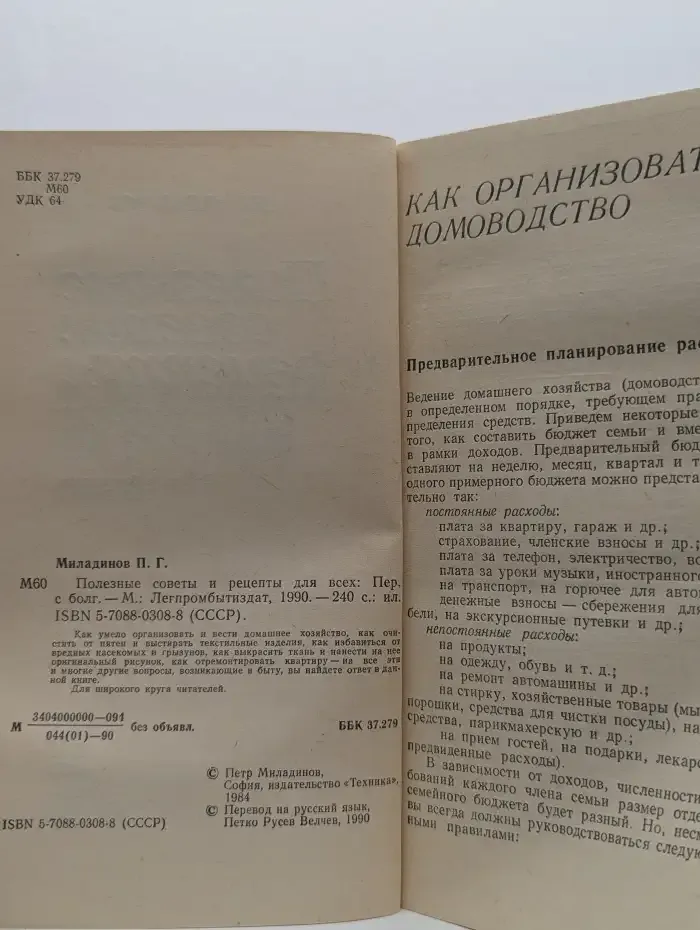 ББК 37.279
М60
УДК 64
Миладинов П. Г.
М60 Полезные советы и рецепты для всех: Пер.
с болг. — М.: Легпромбытиздат, 1990. — 240 с.: ил.
ISBN 5-7088-0308-8 (СССР).
Как умело организовать и вести домашнее хозяйство, как очи-
стить от пятен и выстирать текстильные изделия, как избавиться от
вредных насекомых и грызунов, как выкрасить ткань и нанести на нее
оригинальный рисунок, как отремонтировать квартиру — на все эти
и многие другие вопросы, возникающие в быту, вы найдете ответ в дан-
ной книге.
Для широкого круга читателей.
М 3404000000—091
044(01)—90
без объявл.
ББК 37.279
© Петр Миладинов,
София, издательство «Техника»,
1984
© Перевод на русский язык,
Петко Русев Велчев, 1990
ISBN 5-7088-0308-8 (СССР)
КАК ОРГАНИЗОВАТ
ДОМОВОДСТВО
Предварительное планирование рас
Ведение домашнего хозяйства (домоводст
в определенном порядке, требующем пра
пределения средств. Приведем некоторые
того, как составить бюджет семьи и вме
в рамки доходов. Предварительный бюд
ставляют на неделю, месяц, квартал и т
одного примерного бюджета можно предста
тельно так:
постоянные расходы:
плата за квартиру, гараж и др.;
страхование, членские взносы и др.;
плата за телефон, электричество, во
плата за уроки музыки, иностранного
на транспорт, на горючее для авто
денежные взносы — сбережения для
бели, на экскурсионные путевки и др.;
непостоянные расходы:
на продукты;
на одежду, обувь и т. д.;
на ремонт автомашины и др.;
на стирку, хозяйственные товары (мы
порошки, средства для чистки посуды), на
средства, парикмахерскую и др.;
на прием гостей, на подарки, лекарс
предвиденные расходы).
В зависимости от доходов, численности
бований каждого члена семьи размер отде
семейного бюджета будет разный. Но, неск
вы всегда должны руководствоваться следую
ными правилами: